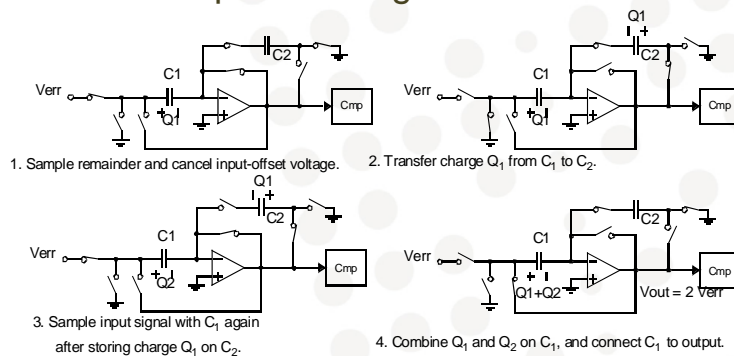 C2
C1
Verr
Q1
Cmp
1. Sample remainder and cancel input-offset voltage.
Q1
C2
C1
Verr
Q1
Cmp
2. Transfer charge Q₁ from C₁ to C₂.
Q1
C2
C1
Verr
Q2
Cmp
3. Sample input signal with C₁ again
after storing charge Q₁ on C₂.
C2
C1
Verr
Q1+Q2
Cmp
Vout = 2 Verr
4. Combine Q₁ and Q₂ on C₁, and connect C₁ to output.